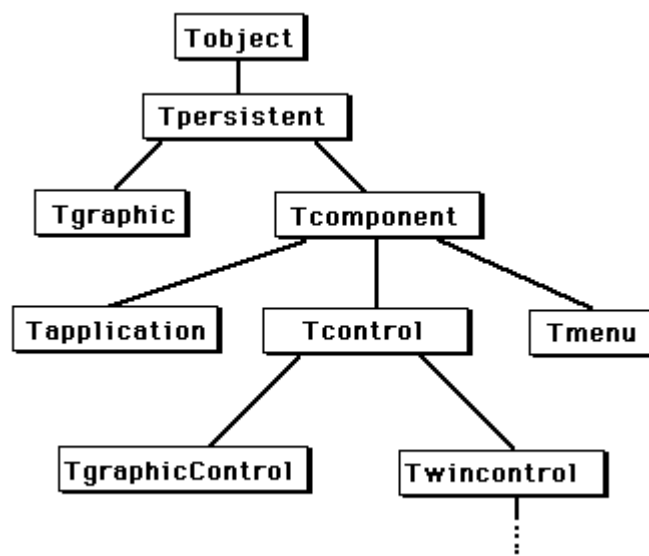 Tobject
Tpersistent
Tgraphic
Tcomponent
Tapplication
Tcontrol
Tmenu
TgraphicControl
Twincontrol